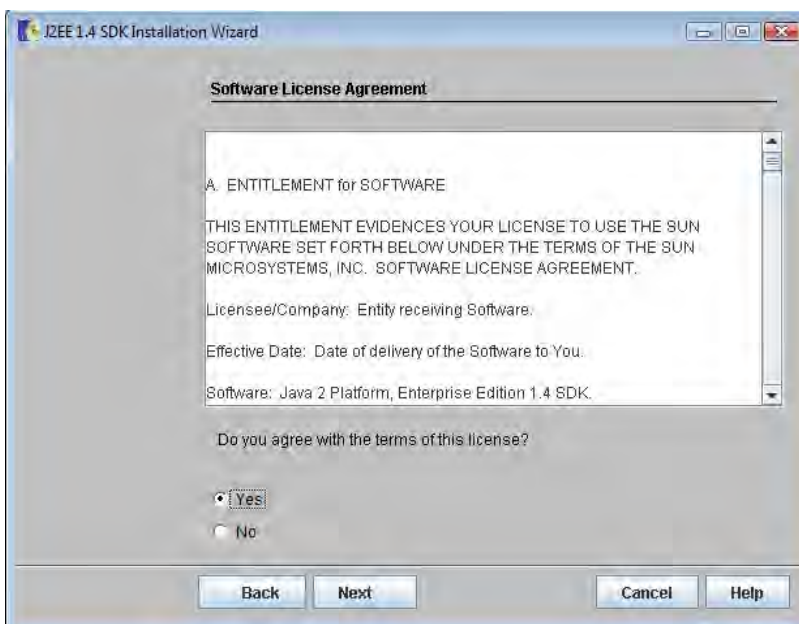 J2EE 1.4 SDK Installation Wizard
Software License Agreement
A. ENTITLEMENT for SOFTWARE
THIS ENTITLEMENT EVIDENCES YOUR LICENSE TO USE THE SUN
SOFTWARE SET FORTH BELOW UNDER THE TERMS OF THE SUN
MICROSYSTEMS, INC. SOFTWARE LICENSE AGREEMENT.
Licensee/Company: Entity receiving Software.
Effective Date: Date of delivery of the Software to You.
Software: Java 2 Platform, Enterprise Edition 1.4 SDK.
Do you agree with the terms of this license?
Yes
No
Back Next Cancel Help